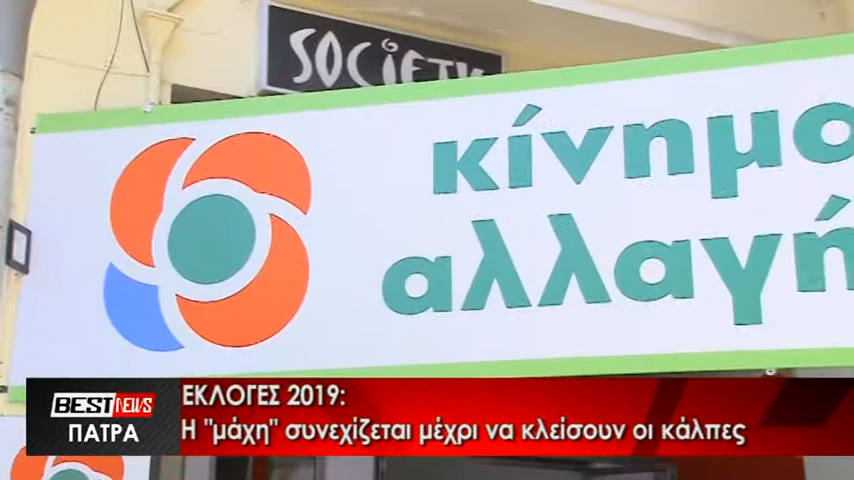 SOCIETY
κίνημα
αλλαγή
BEST NEWS
ΠΑΤΡΑ
ΕΚΛΟΓΕΣ 2019:
Η "μάχη" συνεχίζεται μέχρι να κλείσουν οι κάλπες